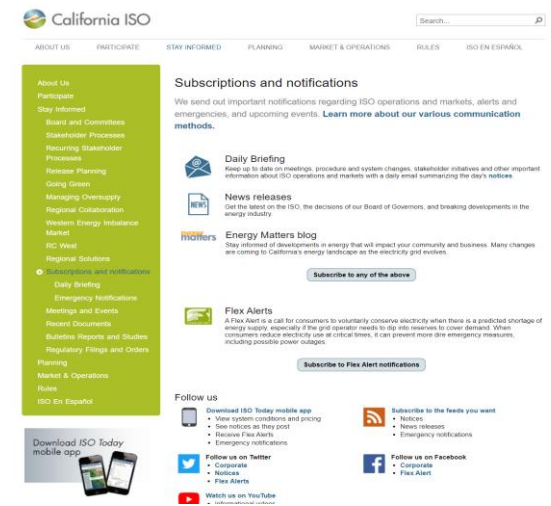 California ISO
Search...
ABOUT US PARTICIPATE STAY INFORMED PLANNING MARKET & OPERATIONS RULES ISO EN ESPAÑOL
About Us
Participate
Stay Informed
Board and Committees
Stakeholder Processes
Recurring Stakeholder
Processes
Release Planning
Going Green
Managing Oversupply
Regional Collaboration
Western Energy Imbalance
Market
RC West
Regional Solutions
Subscriptions and notifications
Daily Briefing
Emergency Notifications
Meetings and Events
Recent Documents
Bulletins Reports and Studies
Regulatory Filings and Orders
Planning
Market & Operations
Rules
ISO En Español
Download ISO Today
mobile app
Subscriptions and notifications
We send out important notifications regarding ISO operations and markets, alerts and
emergencies, and upcoming events. Learn more about our various communication
methods.
Daily Briefing
Keep up to date on meetings, procedure and system changes, stakeholder initiatives and other important
information about ISO operations and markets with a daily email summarizing the day's notices.
NEWS
News releases
Get the latest on the ISO, the decisions of our Board of Governors, and breaking developments in the
energy industry.
matters
Energy Matters blog
Stay informed of developments in energy that will impact your community and business. Many changes
are coming to California's energy landscape as the electricity grid evolves.
Subscribe to any of the above
Flex Alerts
A Flex Alert is a call for consumers to voluntarily conserve electricity when there is a predicted shortage of
energy supply, especially if the grid operator needs to dip into reserves to cover demand. When
consumers reduce electricity use at critical times, it can prevent more dire emergency measures,
including possible power outages.
Subscribe to Flex Alert notifications
Follow us
Download ISO Today mobile app
• View system conditions and pricing
• See notices as they post
• Receive Flex Alerts
• Emergency notifications
Subscribe to the feeds you want
• Notices
• News releases
• Emergency notifications
Follow us on Twitter
• Corporate
• Notices
• Flex Alerts
Follow us on Facebook
• Corporate
• Flex Alert
Watch us on YouTube
• Informational videos